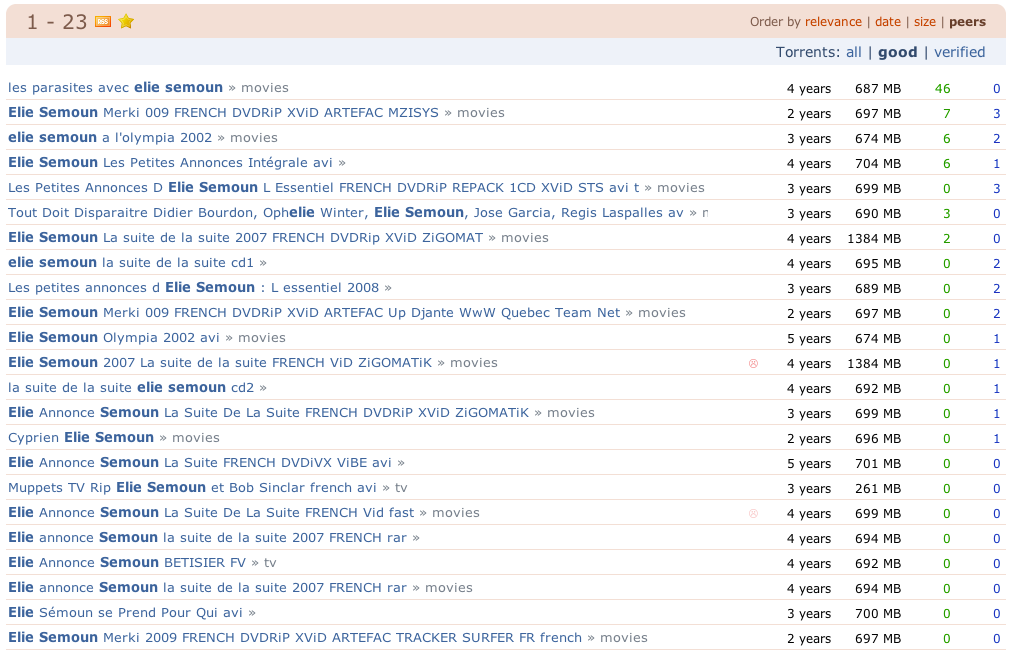 1 - 23 RSS Order by relevance | date | size | peers
Torrents: all | good | verified
les parasites avec elie semoun » movies 4 years 687 MB 46 0
Elie Semoun Merki 009 FRENCH DVDRiP XViD ARTEFAC MZISYS » movies 2 years 697 MB 7 3
elie semoun a l'olympia 2002 » movies 3 years 674 MB 6 2
Elie Semoun Les Petites Annonces Intégrale avi » 4 years 704 MB 6 1
Les Petites Annonces D Elie Semoun L Essentiel FRENCH DVDRiP REPACK 1CD XViD STS avi t » movies 3 years 699 MB 0 3
Tout Doit Disparaitre Didier Bourdon, Ophelie Winter, Elie Semoun, Jose Garcia, Regis Laspalles av » 3 years 690 MB 3 0
Elie Semoun La suite de la suite 2007 FRENCH DVDRip XViD ZiGOMAT » movies 4 years 1384 MB 2 0
elie semoun la suite de la suite cd1 » 4 years 695 MB 0 2
Les petites annonces d Elie Semoun : L essentiel 2008 » 3 years 689 MB 0 2
Elie Semoun Merki 009 FRENCH DVDRiP XViD ARTEFAC Up Djante WwW Quebec Team Net » movies 2 years 697 MB 0 2
Elie Semoun Olympia 2002 avi » movies 5 years 674 MB 0 1
Elie Semoun 2007 La suite de la suite FRENCH ViD ZiGOMATiK » movies 4 years 1384 MB 0 1
la suite de la suite elie semoun cd2 » 4 years 692 MB 0 1
Elie Annonce Semoun La Suite De La Suite FRENCH DVDRiP XViD ZiGOMATiK » movies 3 years 699 MB 0 1
Cyprien Elie Semoun » movies 2 years 696 MB 0 1
Elie Annonce Semoun La Suite FRENCH DVDiVX ViBE avi » 5 years 701 MB 0 0
Muppets TV Rip Elie Semoun et Bob Sinclar french avi » tv 3 years 261 MB 0 0
Elie Annonce Semoun La Suite De La Suite FRENCH Vid fast » movies 4 years 699 MB 0 0
Elie annonce Semoun la suite de la suite 2007 FRENCH rar » 4 years 694 MB 0 0
Elie Annonce Semoun BETISIER FV » tv 4 years 692 MB 0 0
Elie annonce Semoun la suite de la suite 2007 FRENCH rar » movies 4 years 694 MB 0 0
Elie Sémoun se Prend Pour Qui avi » 3 years 700 MB 0 0
Elie Semoun Merki 2009 FRENCH DVDRiP XViD ARTEFAC TRACKER SURFER FR french » movies 2 years 697 MB 0 0